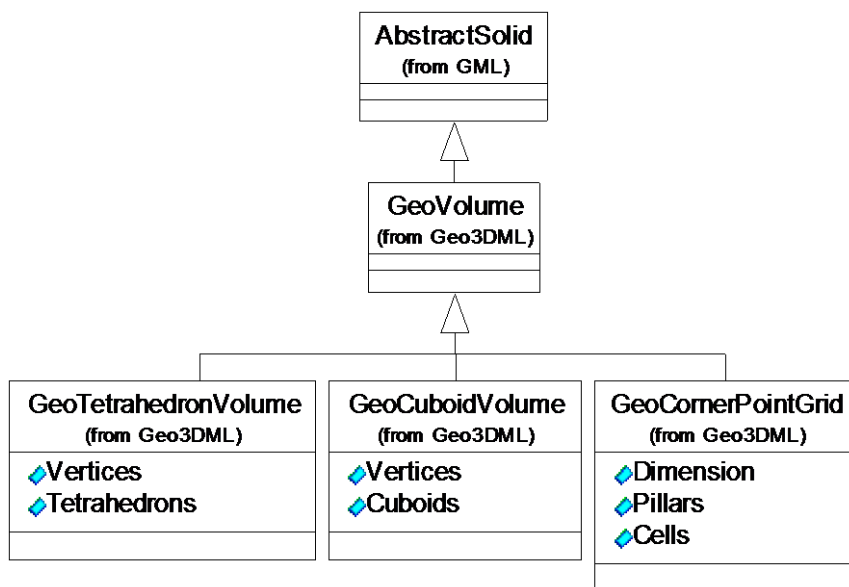 AbstractSolid
(from GML)
GeoVolume
(from Geo3DML)
GeoTetrahedronVolume
(from Geo3DML)
Vertices
Tetrahedrons
GeoCuboidVolume
(from Geo3DML)
Vertices
Cuboids
GeoCornerPointGrid
(from Geo3DML)
Dimension
Pillars
Cells